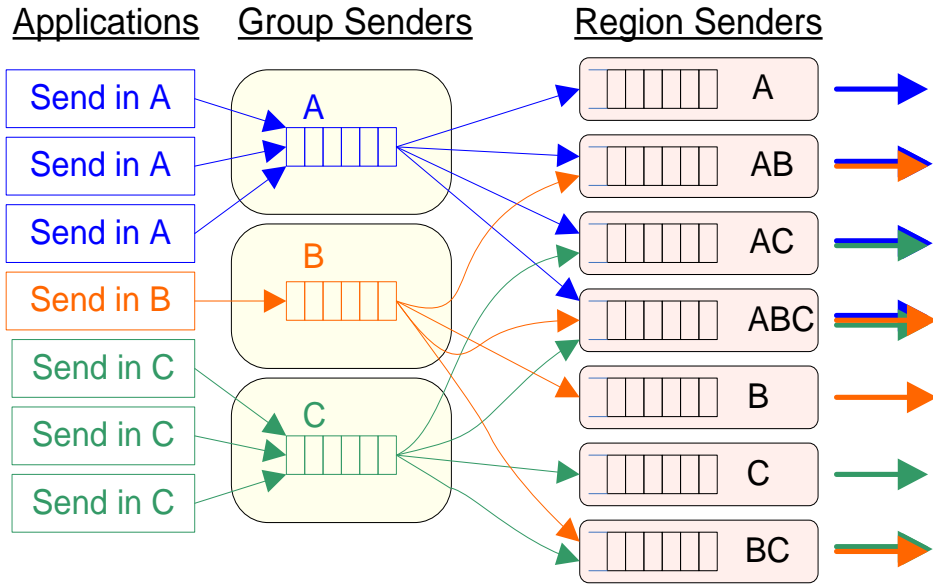 Applications
Group Senders
Region Senders
Send in A
Send in A
Send in A
Send in B
Send in C
Send in C
Send in C
A
B
C
A
AB
AC
ABC
B
C
BC